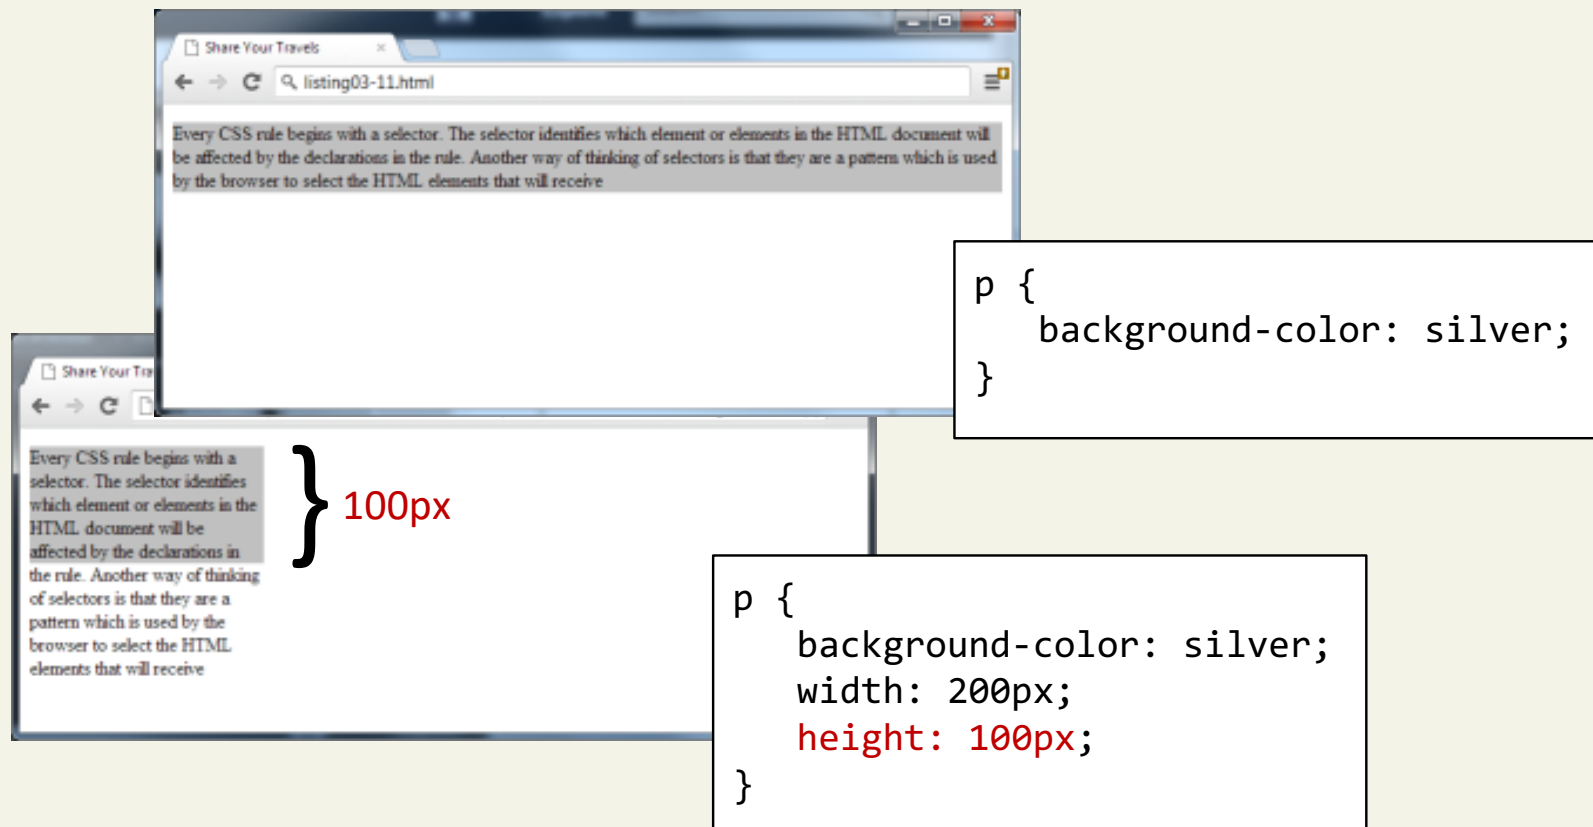 Share Your Travels
listing03-11.html
Every CSS rule begins with a selector. The selector identifies which element or elements in the HTML document will
be affected by the declarations in the rule. Another way of thinking of selectors is that they are a pattern which is used
by the browser to select the HTML elements that will receive
p {
background-color: silver;
}
Share Your Tra
Every CSS rule begins with a
selector. The selector identifies
which element or elements in the
HTML document will be
affected by the declarations in
the rule. Another way of thinking
of selectors is that they are a
pattern which is used by the
browser to select the HTML
elements that will receive
} 100px
p {
background-color: silver;
width: 200px;
height: 100px;
}